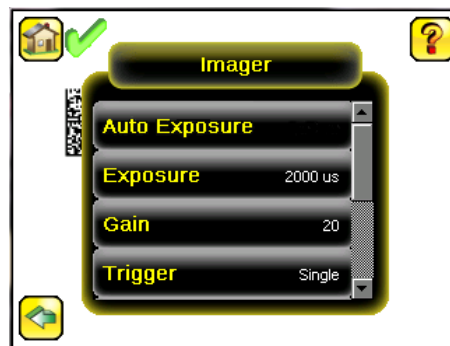 Imager
Auto Exposure
Exposure 2000 us
Gain 20
Trigger Single